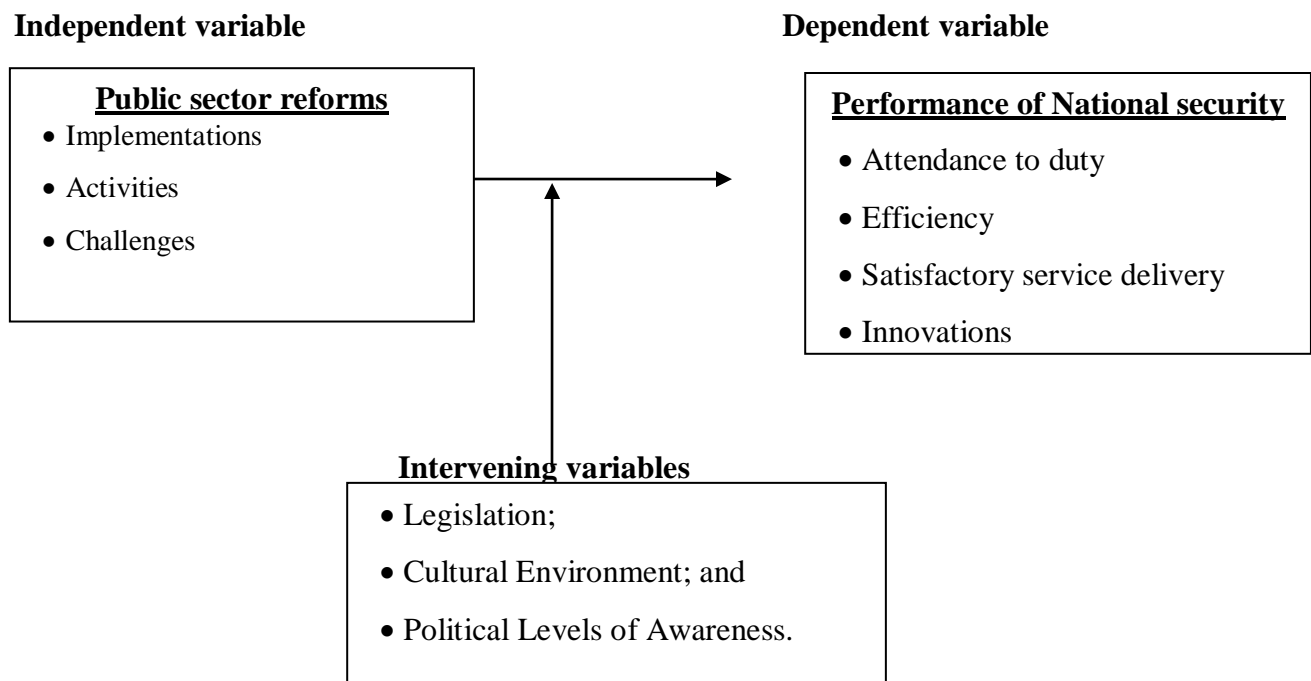 Independent variable
Public sector reforms
• Implementations
• Activities
• Challenges
Dependent variable
Performance of National security
• Attendance to duty
• Efficiency
• Satisfactory service delivery
• Innovations
Intervening variables
• Legislation;
• Cultural Environment; and
• Political Levels of Awareness.